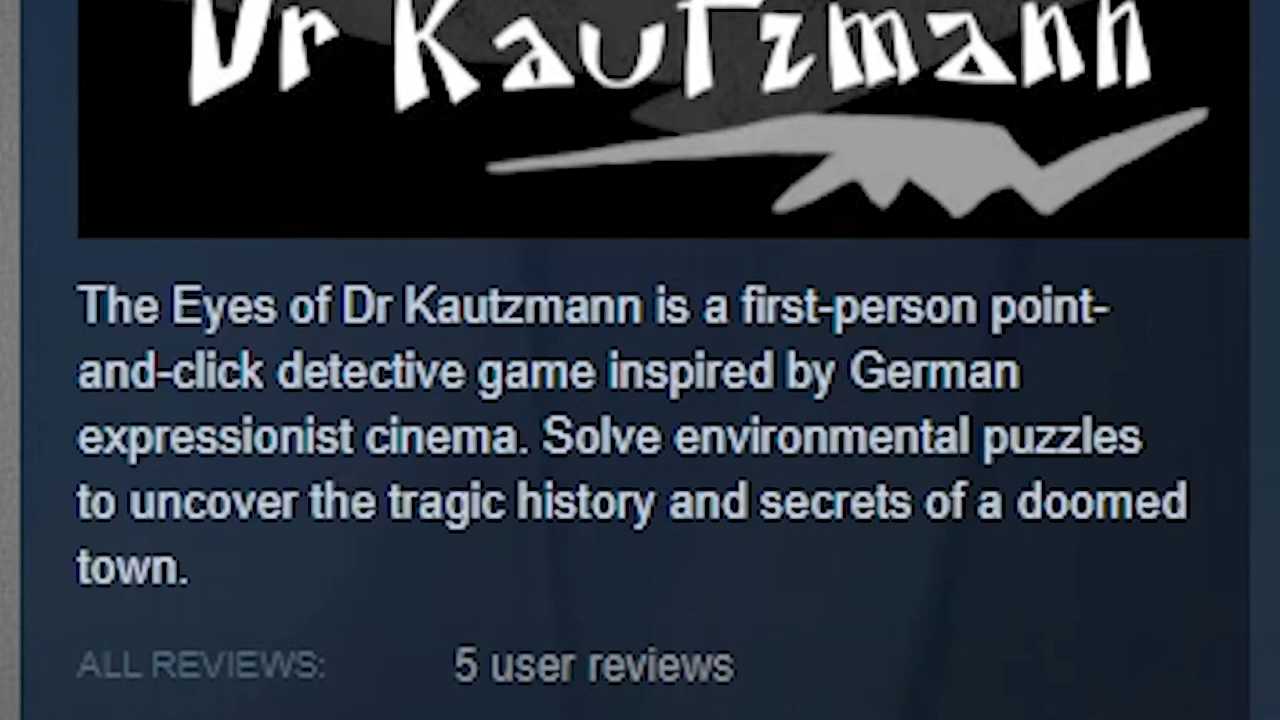 Dr Kautzmann
The Eyes of Dr Kautzmann is a first-person point-
and-click detective game inspired by German
expressionist cinema. Solve environmental puzzles
to uncover the tragic history and secrets of a doomed
town.
ALL REVIEWS: 5 user reviews